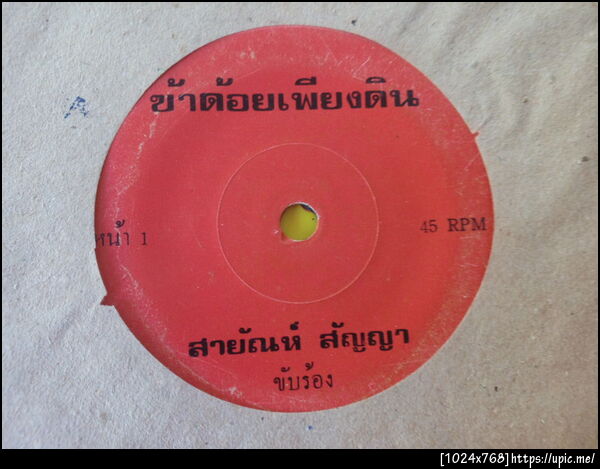 ข้าด้อยเพียงดิน
หน้า 1
45 RPM
สายัณห์ สัญญา
ขับร้อง
[1024x768]https://upic.me/